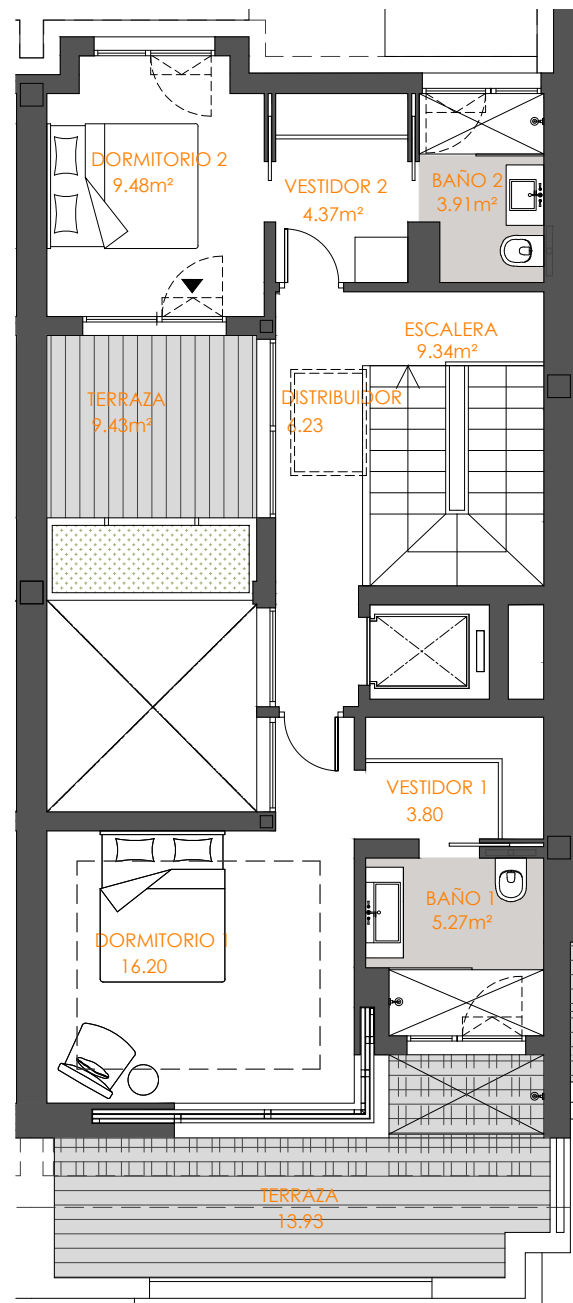 DORMITORIO 2
9.48m²
VESTIDOR 2
4.37m²
BAÑO 2
3.91m²
ESCALERA
9.34m²
TERRAZA
9.43m²
DISTRIBUIDOR
6.23
VESTIDOR 1
3.80
BAÑO 1
5.27m²
DORMITORIO 1
16.20
TERRAZA
13.93